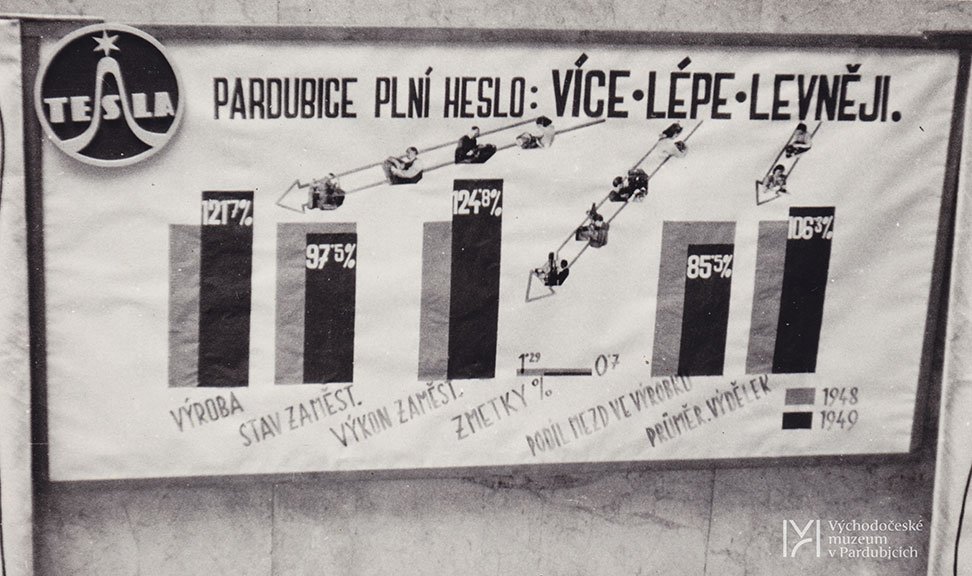 TESLA
PARDUBICE PLNÍ HESLO: VÍCE·LÉPE·LEVNĚJI.
121·7%
97·5%
124·8%
1·29
0·7
85·5%
106·3%
VÝROBA
STAV ZAMĚST.
VÝKON ZAMĚST.
ZMETKY %
PODÍL MEZD VE VÝROBKU
PRŮMĚR. VÝDĚLEK
1948
1949
Východočeské
muzeum
v Pardubicích